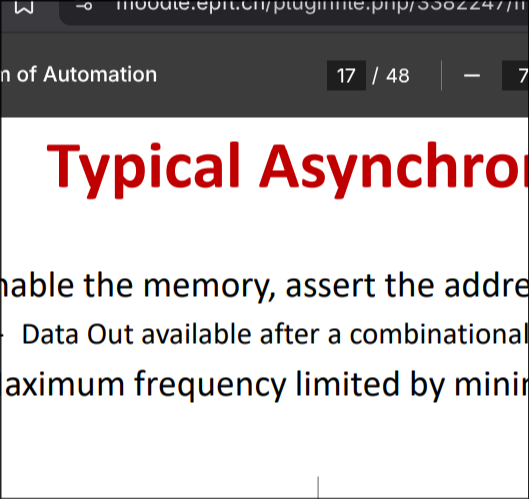 moodle.epfl.ch/pluginfile.php/3382247/m
m of Automation
17 / 48
7
Typical Asynchro
nable the memory, assert the addre
- Data Out available after a combinational
aximum frequency limited by mini